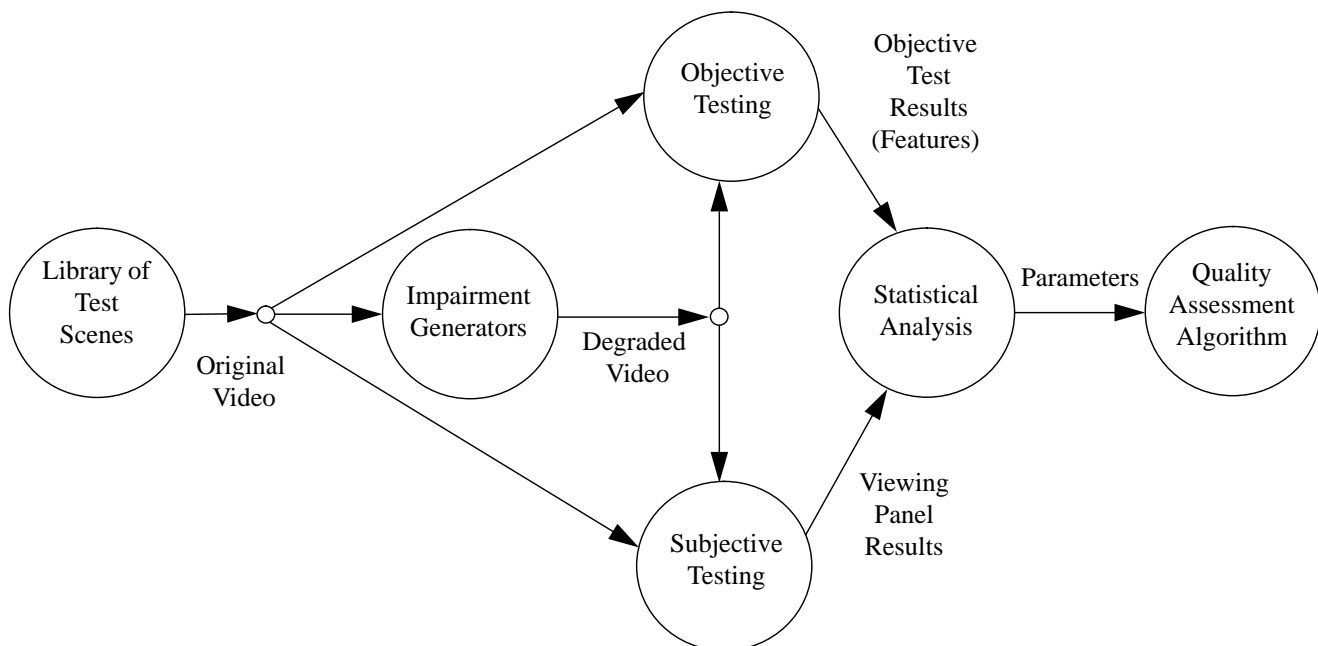 Library of
Test
Scenes
Original
Video
Impairment
Generators
Degraded
Video
Objective
Testing
Subjective
Testing
Objective
Test
Results
(Features)
Viewing
Panel
Results
Statistical
Analysis
Parameters
Quality
Assessment
Algorithm